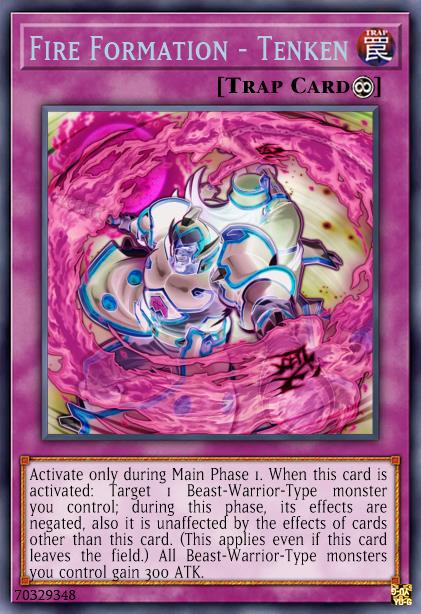 Fire Formation - Tenken
TRAP
罠
[Trap Card]
Activate only during Main Phase 1. When this card is
activated: Target 1 Beast-Warrior-Type monster
you control; during this phase, its effects are
negated, also it is unaffected by the effects of cards
other than this card. (This applies even if this card
leaves the field.) All Beast-Warrior-Type monsters
you control gain 300 ATK.
70329348